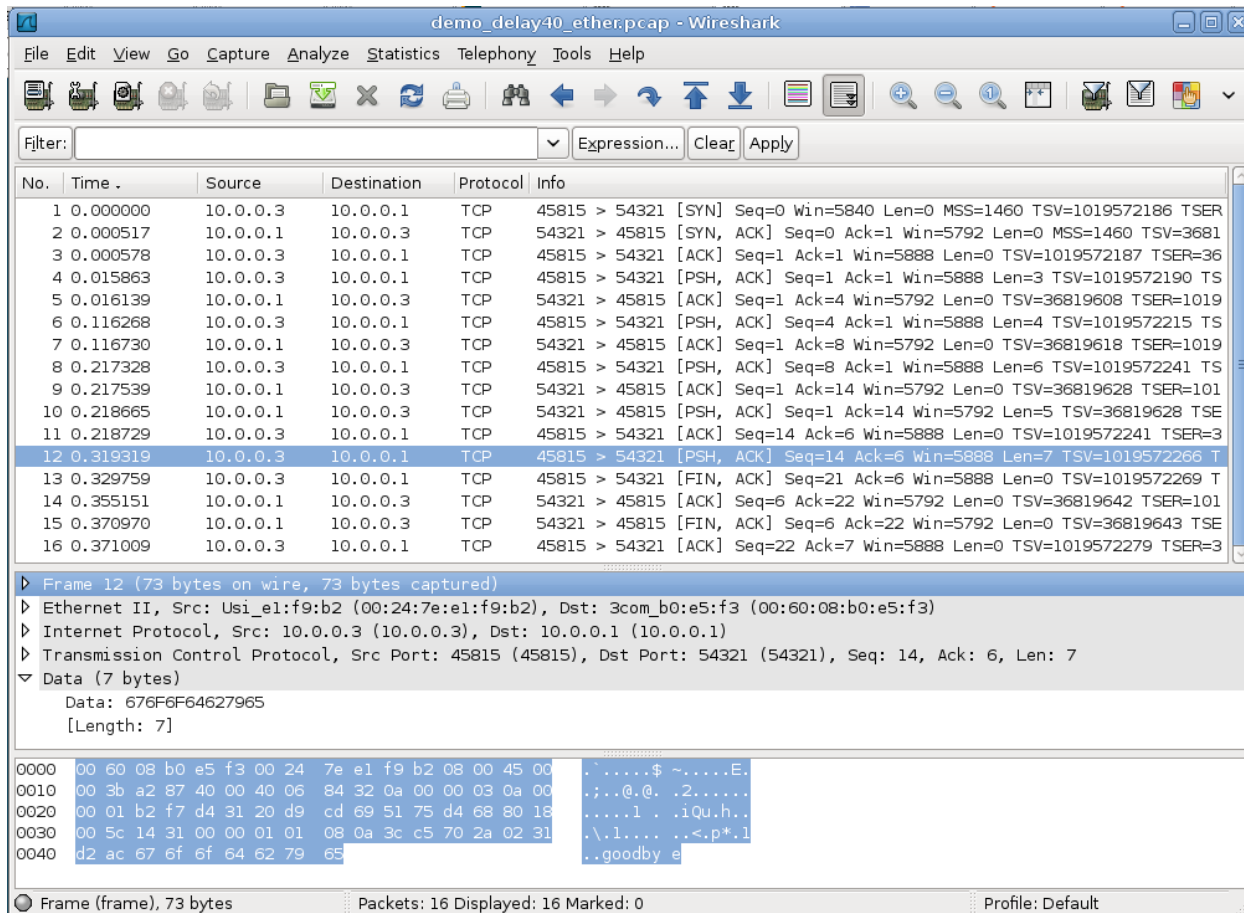 demo_delay40_ether.pcap - Wireshark
File Edit View Go Capture Analyze Statistics Telephony Tools Help
Filter: Expression... Clear Apply
No. Time Source Destination Protocol Info
1 0.000000 10.0.0.3 10.0.0.1 TCP 45815 > 54321 [SYN] Seq=0 Win=5840 Len=0 MSS=1460 TSV=1019572186 TSER
2 0.000517 10.0.0.1 10.0.0.3 TCP 54321 > 45815 [SYN, ACK] Seq=0 Ack=1 Win=5792 Len=0 MSS=1460 TSV=3681
3 0.000578 10.0.0.3 10.0.0.1 TCP 45815 > 54321 [ACK] Seq=1 Ack=1 Win=5888 Len=0 TSV=1019572187 TSER=36
4 0.015863 10.0.0.3 10.0.0.1 TCP 45815 > 54321 [PSH, ACK] Seq=1 Ack=1 Win=5888 Len=3 TSV=1019572190 TS
5 0.016139 10.0.0.1 10.0.0.3 TCP 54321 > 45815 [ACK] Seq=1 Ack=4 Win=5792 Len=0 TSV=36819608 TSER=1019
6 0.116268 10.0.0.3 10.0.0.1 TCP 45815 > 54321 [PSH, ACK] Seq=4 Ack=1 Win=5888 Len=4 TSV=1019572215 TS
7 0.116730 10.0.0.1 10.0.0.3 TCP 54321 > 45815 [ACK] Seq=1 Ack=8 Win=5792 Len=0 TSV=36819618 TSER=1019
8 0.217328 10.0.0.3 10.0.0.1 TCP 45815 > 54321 [PSH, ACK] Seq=8 Ack=1 Win=5888 Len=6 TSV=1019572241 TS
9 0.217539 10.0.0.1 10.0.0.3 TCP 54321 > 45815 [ACK] Seq=1 Ack=14 Win=5792 Len=0 TSV=36819628 TSER=101
10 0.218665 10.0.0.1 10.0.0.3 TCP 54321 > 45815 [PSH, ACK] Seq=1 Ack=14 Win=5792 Len=5 TSV=36819628 TSE
11 0.218729 10.0.0.3 10.0.0.1 TCP 45815 > 54321 [ACK] Seq=14 Ack=6 Win=5888 Len=0 TSV=1019572241 TSER=3
12 0.319319 10.0.0.3 10.0.0.1 TCP 45815 > 54321 [PSH, ACK] Seq=14 Ack=6 Win=5888 Len=7 TSV=1019572266 T
13 0.329759 10.0.0.3 10.0.0.1 TCP 45815 > 54321 [FIN, ACK] Seq=21 Ack=6 Win=5888 Len=0 TSV=1019572269 T
14 0.355151 10.0.0.1 10.0.0.3 TCP 54321 > 45815 [ACK] Seq=6 Ack=22 Win=5792 Len=0 TSV=36819642 TSER=101
15 0.370970 10.0.0.1 10.0.0.3 TCP 54321 > 45815 [FIN, ACK] Seq=6 Ack=22 Win=5792 Len=0 TSV=36819643 TSE
16 0.371009 10.0.0.3 10.0.0.1 TCP 45815 > 54321 [ACK] Seq=22 Ack=7 Win=5888 Len=0 TSV=1019572279 TSER=3
Frame 12 (73 bytes on wire, 73 bytes captured)
Ethernet II, Src: Usi_e1:f9:b2 (00:24:7e:e1:f9:b2), Dst: 3com_b0:e5:f3 (00:60:08:b0:e5:f3)
Internet Protocol, Src: 10.0.0.3 (10.0.0.3), Dst: 10.0.0.1 (10.0.0.1)
Transmission Control Protocol, Src Port: 45815 (45815), Dst Port: 54321 (54321), Seq: 14, Ack: 6, Len: 7
Data (7 bytes)
Data: 676F6F64627965
[Length: 7]
0000 00 60 08 b0 e5 f3 00 24 7e e1 f9 b2 08 00 45 00 .`.....$ ~.....E.
0010 00 3b a2 87 40 00 40 06 84 32 0a 00 00 03 0a 00 .;..@.@. .2......
0020 00 01 b2 f7 d4 31 20 d9 cd 69 51 75 d4 68 80 18 .....1 . .iQu.h..
0030 00 5c 14 31 00 00 01 01 08 0a 3c c5 70 2a 02 31 .\.1.... ..<.p*.1
0040 d2 ac 67 6f 6f 64 62 79 65 ..goodby e
Frame (frame), 73 bytes Packets: 16 Displayed: 16 Marked: 0 Profile: Default